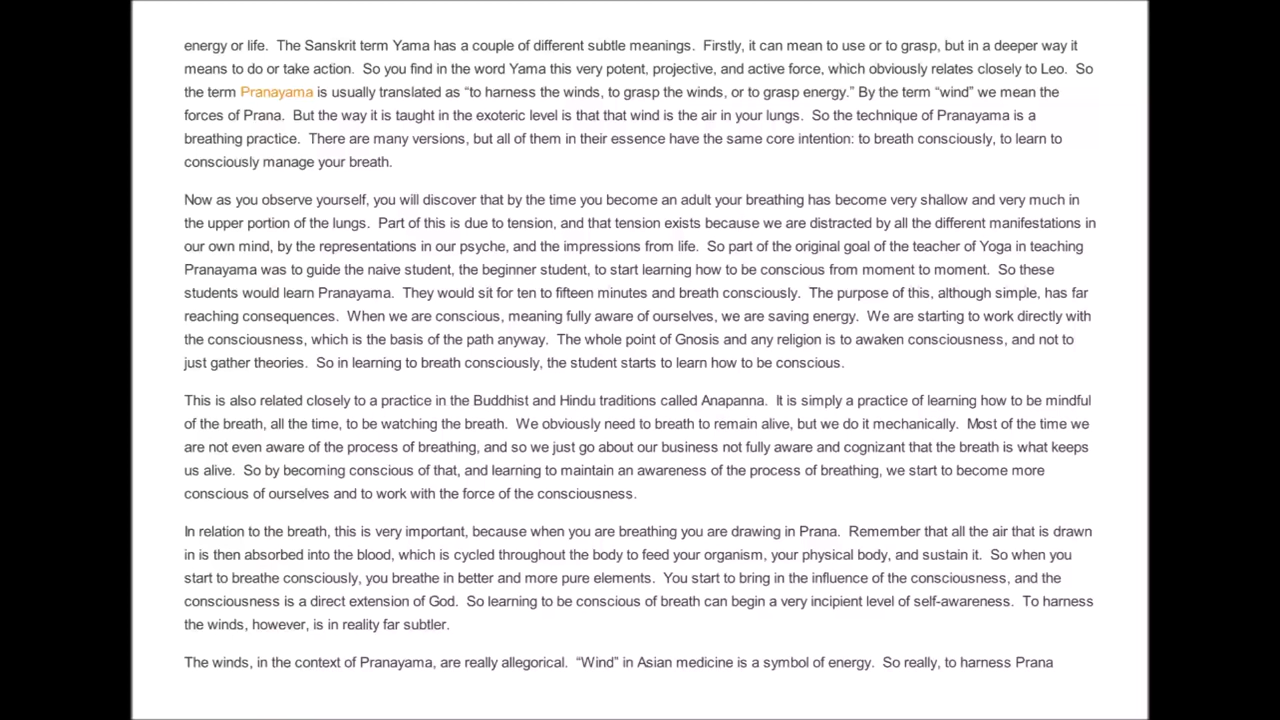 energy or life.  The Sanskrit term Yama has a couple of different subtle meanings.  Firstly, it can mean to use or to grasp, but in a deeper way it
means to do or take action.  So you find in the word Yama this very potent, projective, and active force, which obviously relates closely to Leo.  So
the term Pranayama is usually translated as “to harness the winds, to grasp the winds, or to grasp energy.” By the term “wind” we mean the
forces of Prana.  But the way it is taught in the exoteric level is that that wind is the air in your lungs.  So the technique of Pranayama is a
breathing practice.  There are many versions, but all of them in their essence have the same core intention: to breath consciously, to learn to
consciously manage your breath.
Now as you observe yourself, you will discover that by the time you become an adult your breathing has become very shallow and very much in
the upper portion of the lungs.  Part of this is due to tension, and that tension exists because we are distracted by all the different manifestations in
our own mind, by the representations in our psyche, and the impressions from life.  So part of the original goal of the teacher of Yoga in teaching
Pranayama was to guide the naive student, the beginner student, to start learning how to be conscious from moment to moment.  So these
students would learn Pranayama.  They would sit for ten to fifteen minutes and breath consciously.  The purpose of this, although simple, has far
reaching consequences.  When we are conscious, meaning fully aware of ourselves, we are saving energy.  We are starting to work directly with
the consciousness, which is the basis of the path anyway.  The whole point of Gnosis and any religion is to awaken consciousness, and not to
just gather theories.  So in learning to breath consciously, the student starts to learn how to be conscious.
This is also related closely to a practice in the Buddhist and Hindu traditions called Anapanna.  It is simply a practice of learning how to be mindful
of the breath, all the time, to be watching the breath.  We obviously need to breath to remain alive, but we do it mechanically.  Most of the time we
are not even aware of the process of breathing, and so we just go about our business not fully aware and cognizant that the breath is what keeps
us alive.  So by becoming conscious of that, and learning to maintain an awareness of the process of breathing, we start to become more
conscious of ourselves and to work with the force of the consciousness.
In relation to the breath, this is very important, because when you are breathing you are drawing in Prana.  Remember that all the air that is drawn
in is then absorbed into the blood, which is cycled throughout the body to feed your organism, your physical body, and sustain it.  So when you
start to breathe consciously, you breathe in better and more pure elements.  You start to bring in the influence of the consciousness, and the
consciousness is a direct extension of God.  So learning to be conscious of breath can begin a very incipient level of self-awareness.  To harness
the winds, however, is in reality far subtler.
The winds, in the context of Pranayama, are really allegorical.  “Wind” in Asian medicine is a symbol of energy.  So really, to harness Prana